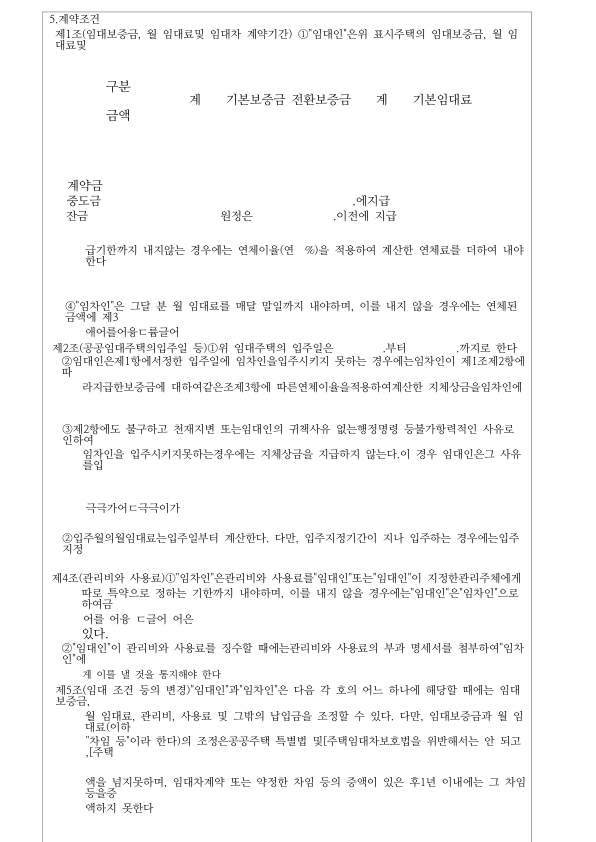 5.계약조건
제1조(임대보증금, 월 임대료및 임대차 계약기간) ①"임대인"은위 표시주택의 임대보증금, 월 임
대료및
구분
계 기본보증금 전환보증금 계 기본임대료
금액
계약금
중도금 .에지급
잔금 원정은 .이전에 지급
급기한까지 내지않는 경우에는 연체이율(연 %)을 적용하여 계산한 연체료를 더하여 내야
한다
④"임차인"은 그달 분 월 임대료를 매달 말일까지 내야하며, 이를 내지 않을 경우에는 연체된
금액에 제3
애어를어용ㄷ륨글어
제2조(공공임대주택의입주일 등)①위 임대주택의 입주일은 .부터 .까지로 한다
②임대인은제1항에서정한 입주일에 임차인을입주시키지 못하는 경우에는임차인이 제1조제2항에
따
라지급한보증금에 대하여같은조제3항에 따른연체이율을적용하여계산한 지체상금을임차인에
③제2항에도 불구하고 천재지변 또는임대인의 귀책사유 없는행정명령 등불가항력적인 사유로
인하여
임차인을 입주시키지못하는경우에는 지체상금을 지급하지 않는다.이 경우 임대인은그 사유
를입
극극가어ㄷ극극이가
②입주월의월임대료는입주일부터 계산한다. 다만, 입주지정기간이 지나 입주하는 경우에는입주
지정
제4조(관리비와 사용료)①"임차인"은관리비와 사용료를"임대인"또는"임대인"이 지정한관리주체에게
따로 특약으로 정하는 기한까지 내야하며, 이를 내지 않을 경우에는"임대인"은"임차인"으로
하여금
어를 어융 ㄷ글어 어은
있다.
②"임대인"이 관리비와 사용료를 징수할 때에는관리비와 사용료의 부과 명세서를 첨부하여"임차
인"에
게 이를 낼 것을 통지해야 한다
제5조(임대 조건 등의 변경)"임대인"과"임차인"은 다음 각 호의 어느 하나에 해당할 때에는 임대
보증금,
월 임대료, 관리비, 사용료 및 그밖의 납입금을 조정할 수 있다. 다만, 임대보증금과 월 임
대료(이하
"차임 등"이라 한다)의 조정은공공주택 특별법 및[주택임대차보호법을 위반해서는 안 되고
,[주택
액을 넘지못하며, 임대차계약 또는 약정한 차임 등의 증액이 있은 후1년 이내에는 그 차임
등을증
액하지 못한다